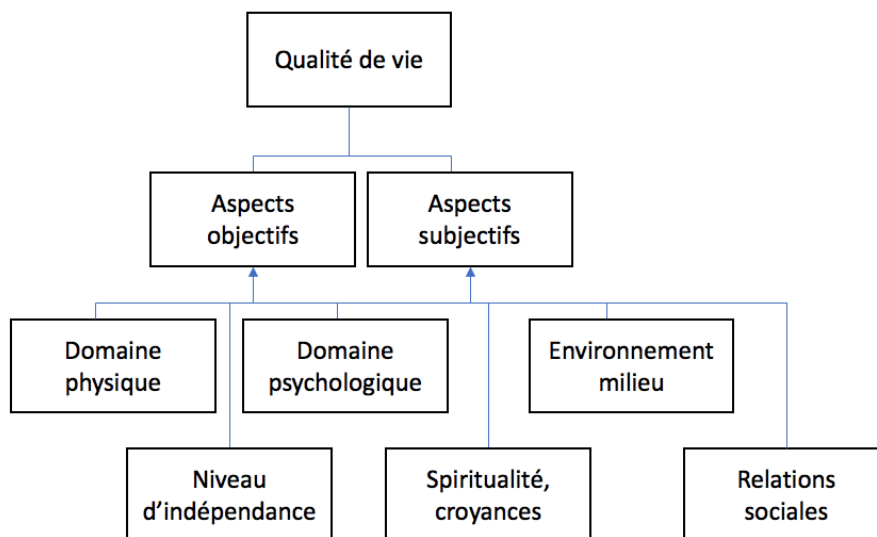 Qualité de vie
Aspects
objectifs
Aspects
subjectifs
Domaine
physique
Domaine
psychologique
Environnement
milieu
Niveau
d’indépendance
Spiritualité,
croyances
Relations
sociales